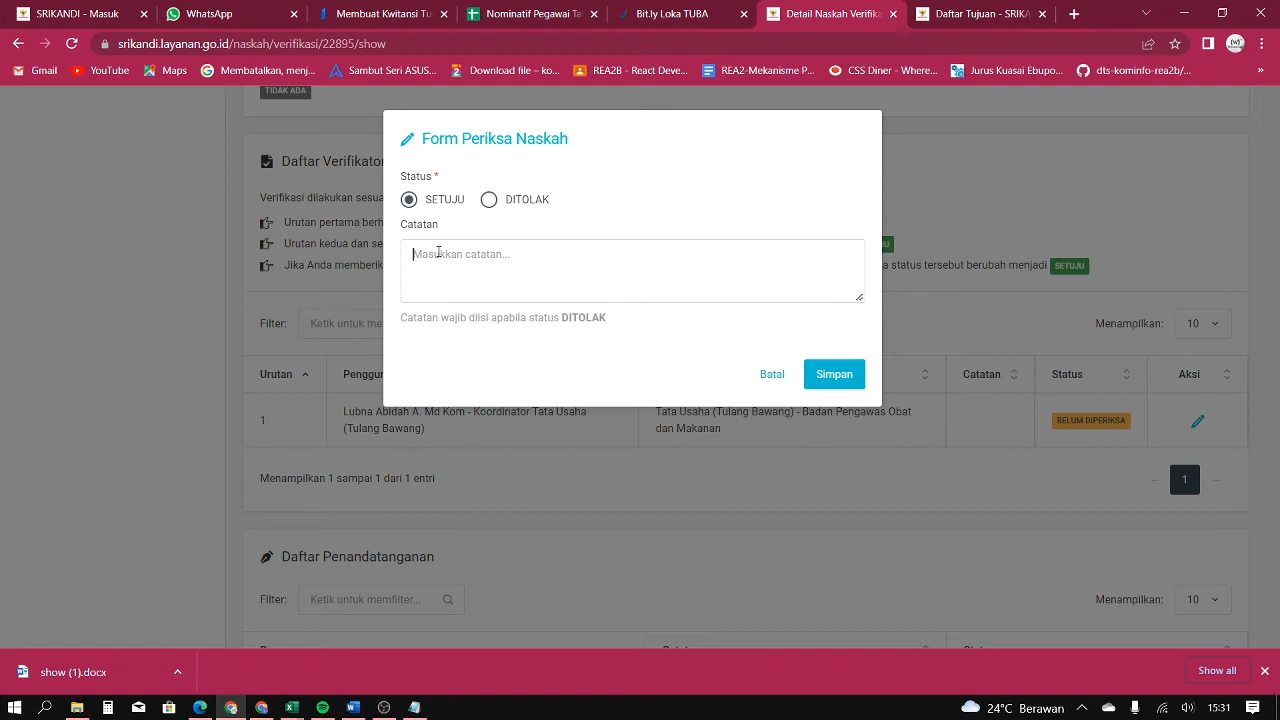 SRIKANDI - Masuk
WhatsApp
Membuat Kwitansi Tu
Nominatif Pegawai Tat
Bit.ly Loka TUBA
Detail Naskah Verifikasi
Daftar Tujuan - SRIKA
srikandi.layanan.go.id/naskah/verifikasi/22895/show
Gmail
YouTube
Maps
Membatalkan, menj...
Sambut Seri ASUS...
Download file – ko...
REA2B - React Deve...
REA2-Mekanisme P...
CSS Diner - Where...
Jurus Kuasai Ebupo...
dts-kominfo-rea2b/...
»
TIDAK ADA
Form Periksa Naskah
Daftar Verifikator
Status *
Verifikasi dilakukan sesua
SETUJU
DITOLAK
Urutan pertama berh
Catatan
Urutan kedua dan se
Masukkan catatan...
Jika Anda memberik
a status tersebut berubah menjadi
SETUJU
Catatan wajib diisi apabila status DITOLAK
Filter:
Ketik untuk me
Menampilkan:
10
Batal
Simpan
Urutan
Penggu
Catatan
Status
Aksi
1
Lubna Abidah A. Md Kom - Koordinator Tata Usaha
(Tulang Bawang)
Tata Usaha (Tulang Bawang) - Badan Pengawas Obat
dan Makanan
BELUM DIPERIKSA
Menampilkan 1 sampai 1 dari 1 entri
1
Daftar Penandatanganan
Filter:
Ketik untuk memfilter...
Menampilkan:
10
show (1).docx
Show all
24°C Berawan
15:31